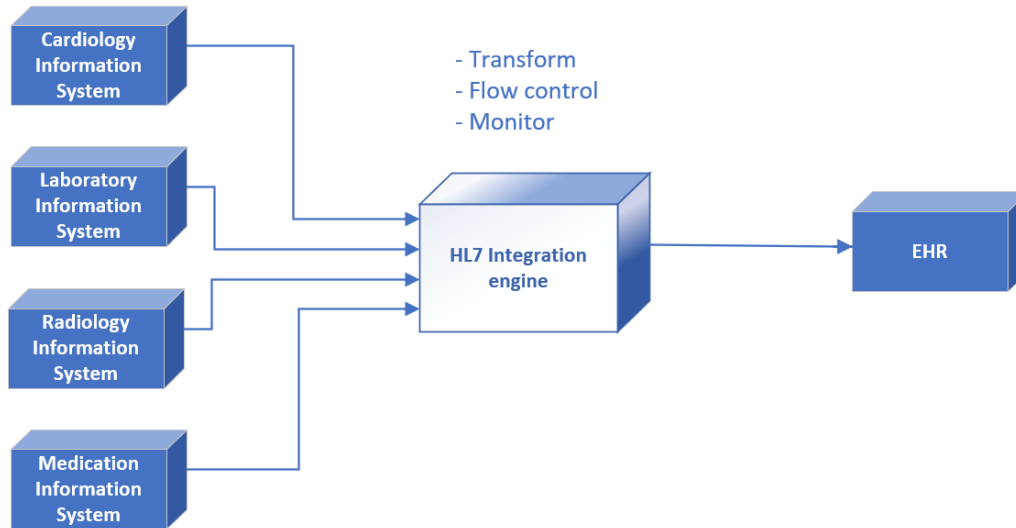 Cardiology
Information
System
- Transform
- Flow control
- Monitor
Laboratory
Information
System
HL7 Integration
engine
EHR
Radiology
Information
System
Medication
Information
System